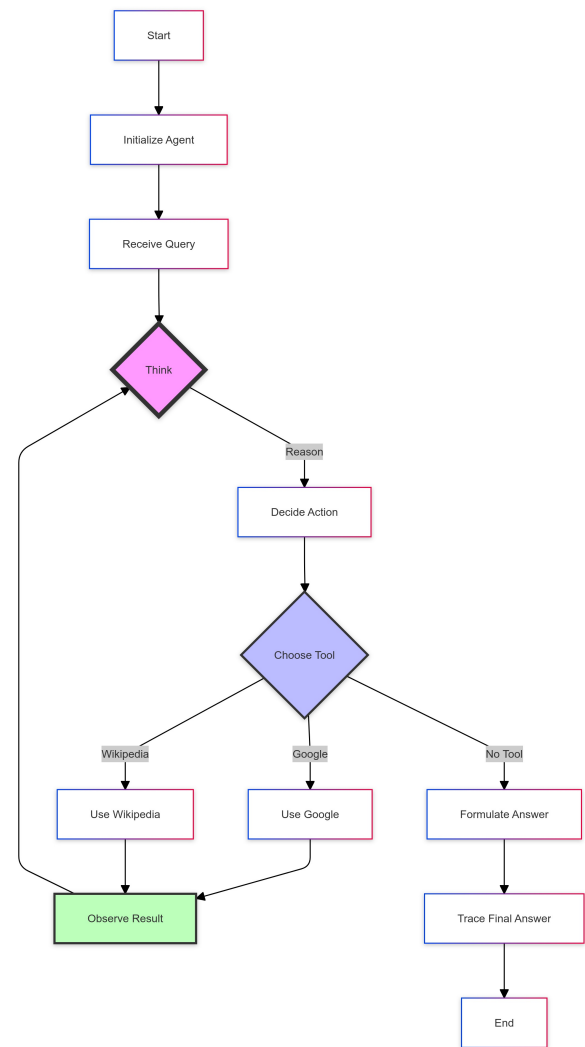 Start
Initialize Agent
Receive Query
Think
Reason
Decide Action
Choose Tool
Wikipedia
Google
No Tool
Use Wikipedia
Use Google
Formulate Answer
Observe Result
Trace Final Answer
End